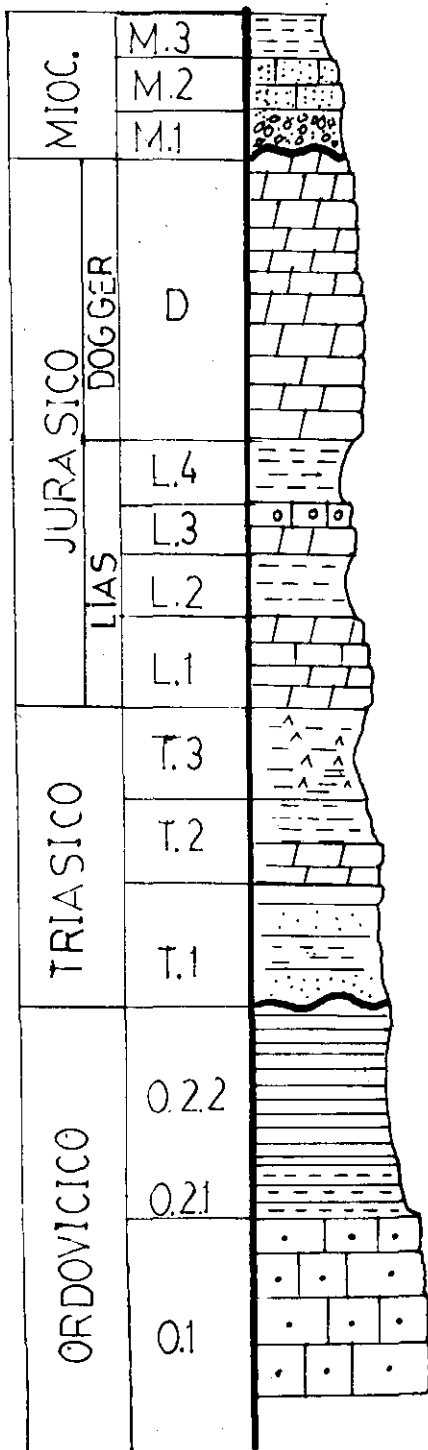 MIOC.
M.3
M.2
M.1
JURASICO
DOGGER
D
LIAS
L.4
L.3
L.2
L.1
TRIASICO
T.3
T.2
T.1
ORDOVICICO
O.2.2
O.2.1
O.1